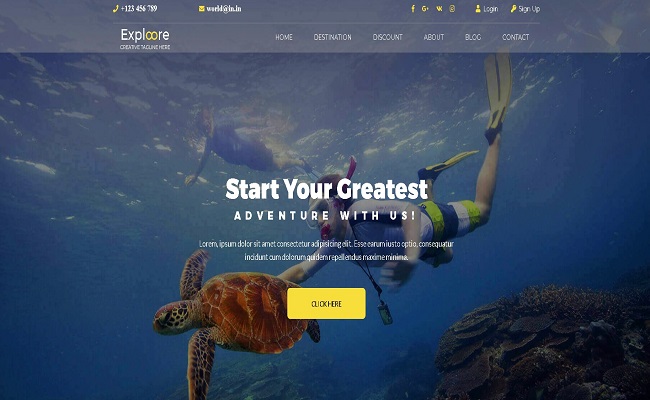 +123 456 789 world@in.in Login Sign Up
Exploore
CREATIVE TAGLINE HERE
HOME DESTINATION DISCOUNT ABOUT BLOG CONTACT
Start Your Greatest
ADVENTURE WITH US!
Lorem, ipsum dolor sit amet consectetur adipisicing elit. Esse earum iusto optio, consequatur
incidunt cum dolorum quidem repellendus maxime minima.
CLICK HERE